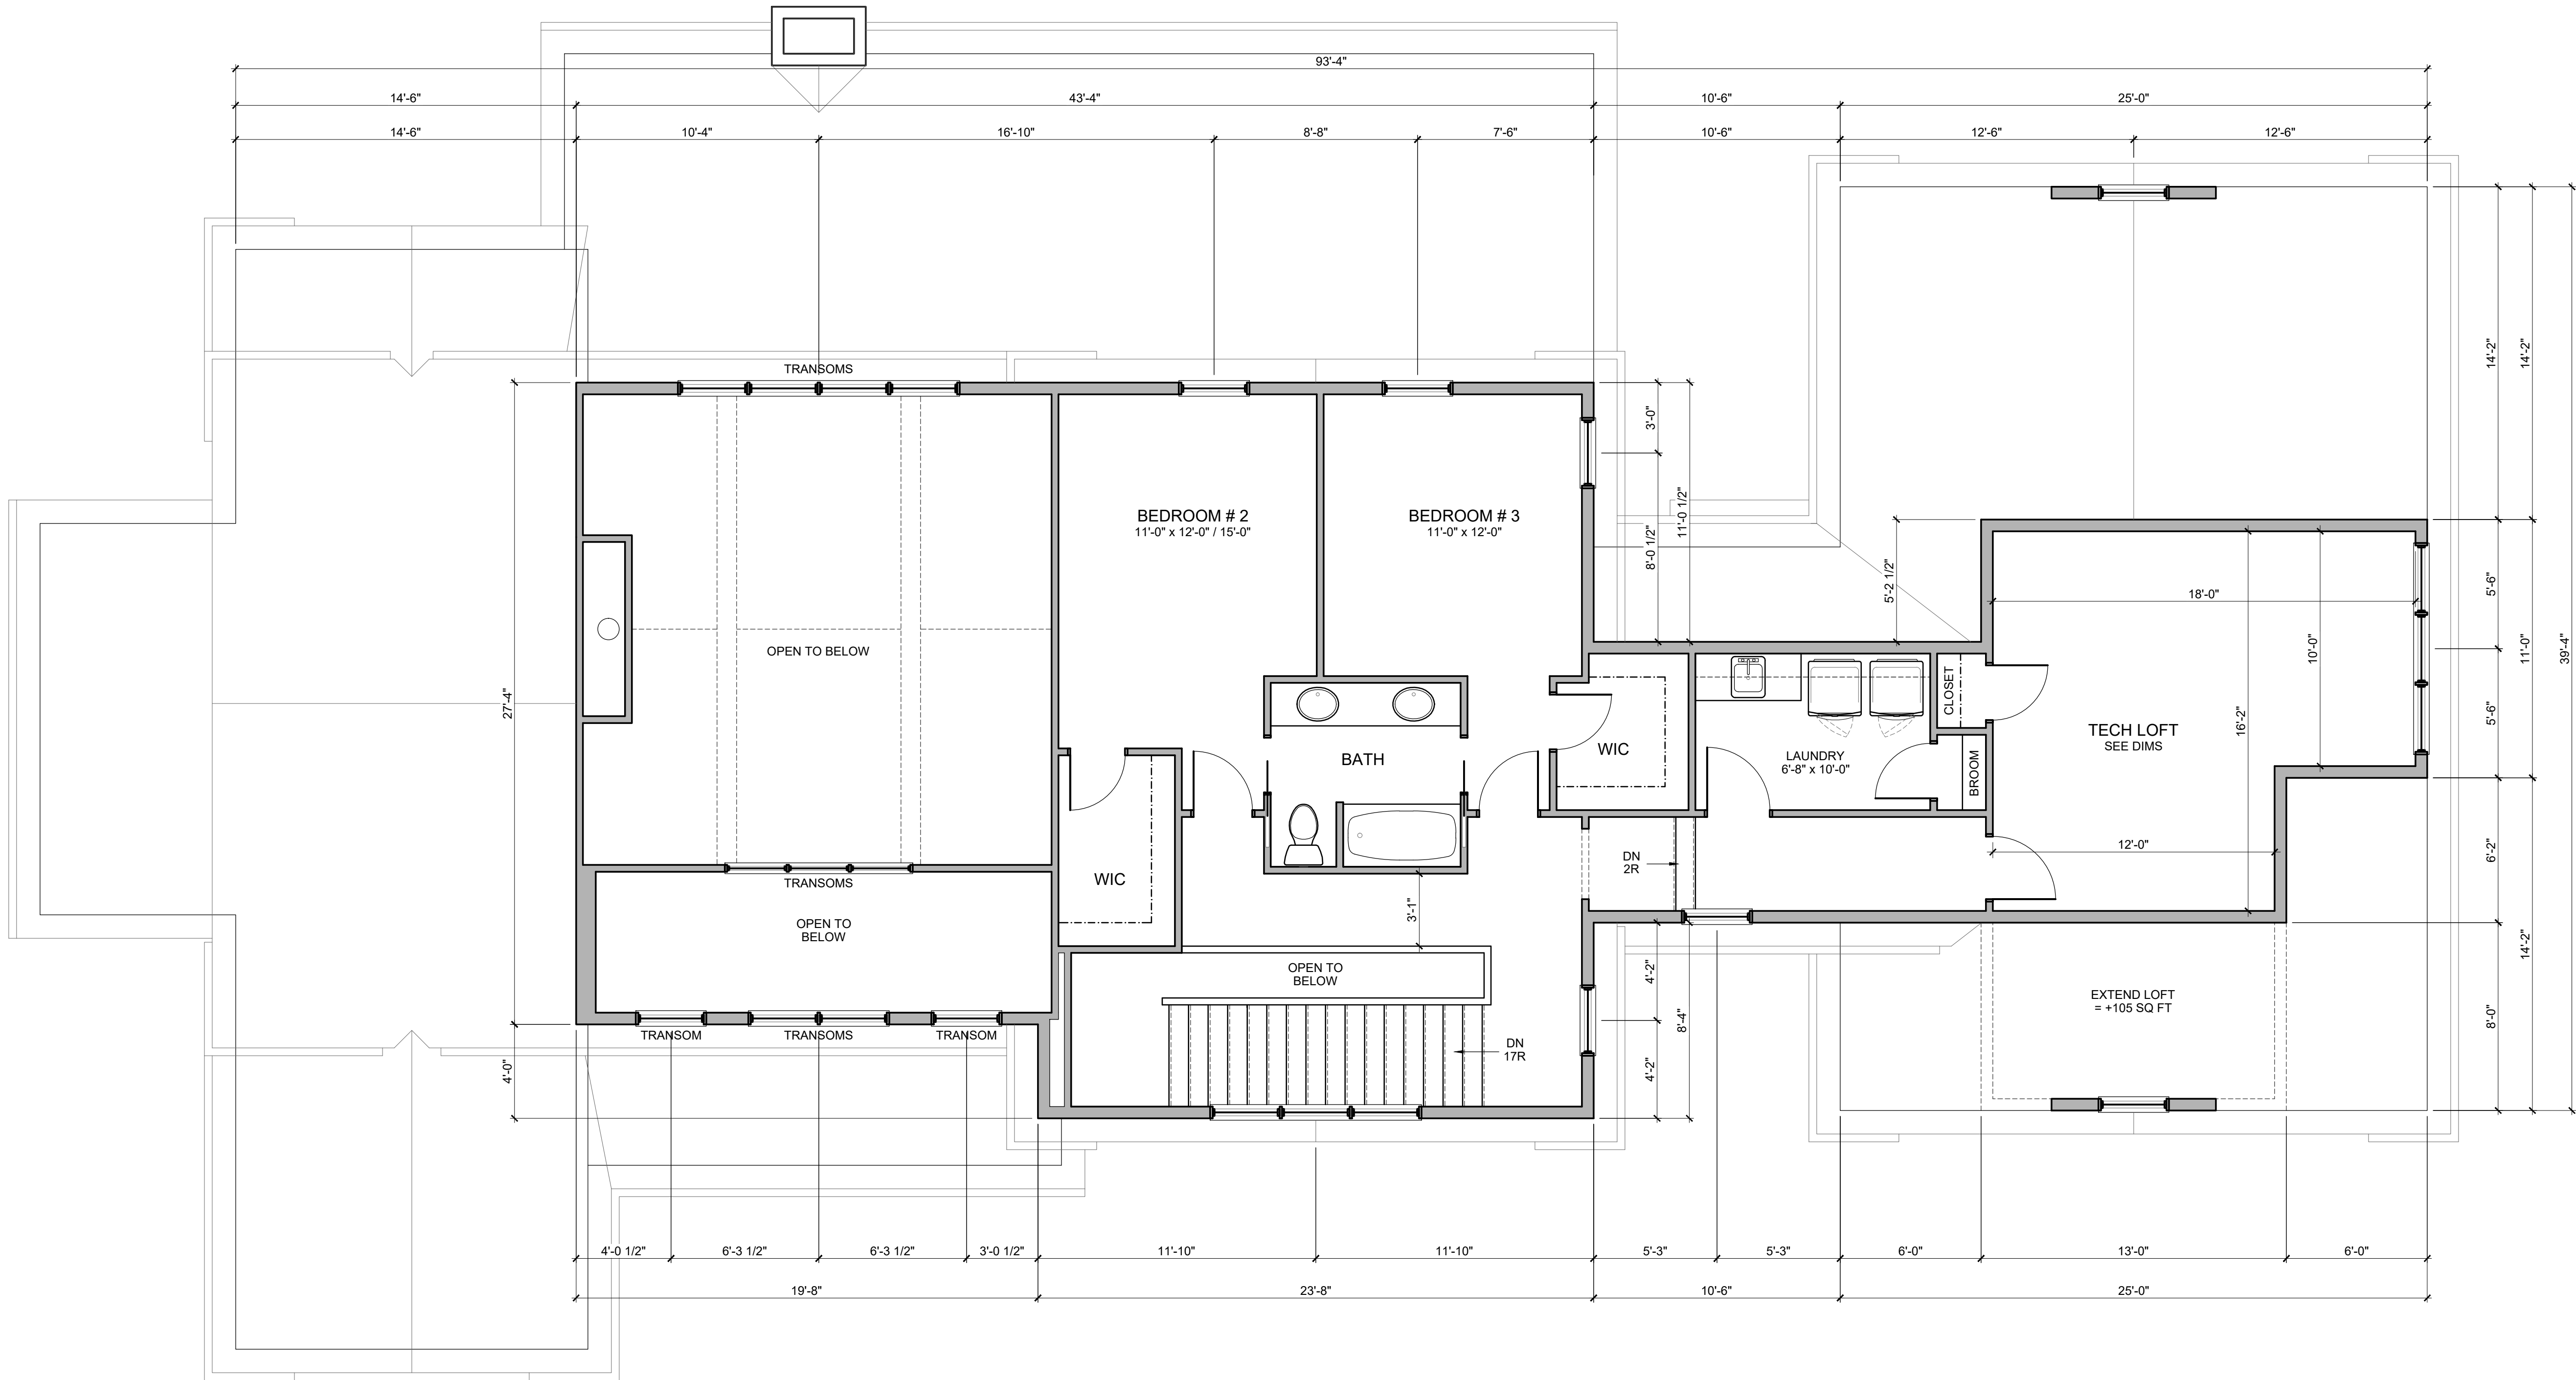 93'-4"
14'-6"
43'-4"
10'-6"
25'-0"
14'-6"
10'-4"
16'-10"
8'-8"
7'-6"
10'-6"
12'-6"
12'-6"
TRANSOMS
14'-2"
14'-2"
3'-0"
11'-0 1/2"
8'-0 1/2"
BEDROOM # 2
11'-0" x 12'-0" / 15'-0"
BEDROOM # 3
11'-0" x 12'-0"
5'-2 1/2"
18'-0"
5'-6"
10'-0"
11'-0"
39'-4"
OPEN TO BELOW
27'-4"
CLOSET
16'-2"
5'-6"
TECH LOFT
SEE DIMS
BATH
WIC
LAUNDRY
6'-8" x 10'-0"
BROOM
TRANSOMS
WIC
DN
2R
12'-0"
6'-2"
3'-1"
OPEN TO
BELOW
14'-2"
OPEN TO
BELOW
4'-2"
8'-4"
EXTEND LOFT
= +105 SQ FT
8'-0"
TRANSOM
TRANSOMS
TRANSOM
DN
17R
4'-0"
4'-2"
4'-0 1/2"
6'-3 1/2"
6'-3 1/2"
3'-0 1/2"
11'-10"
11'-10"
5'-3"
5'-3"
6'-0"
13'-0"
6'-0"
19'-8"
23'-8"
10'-6"
25'-0"